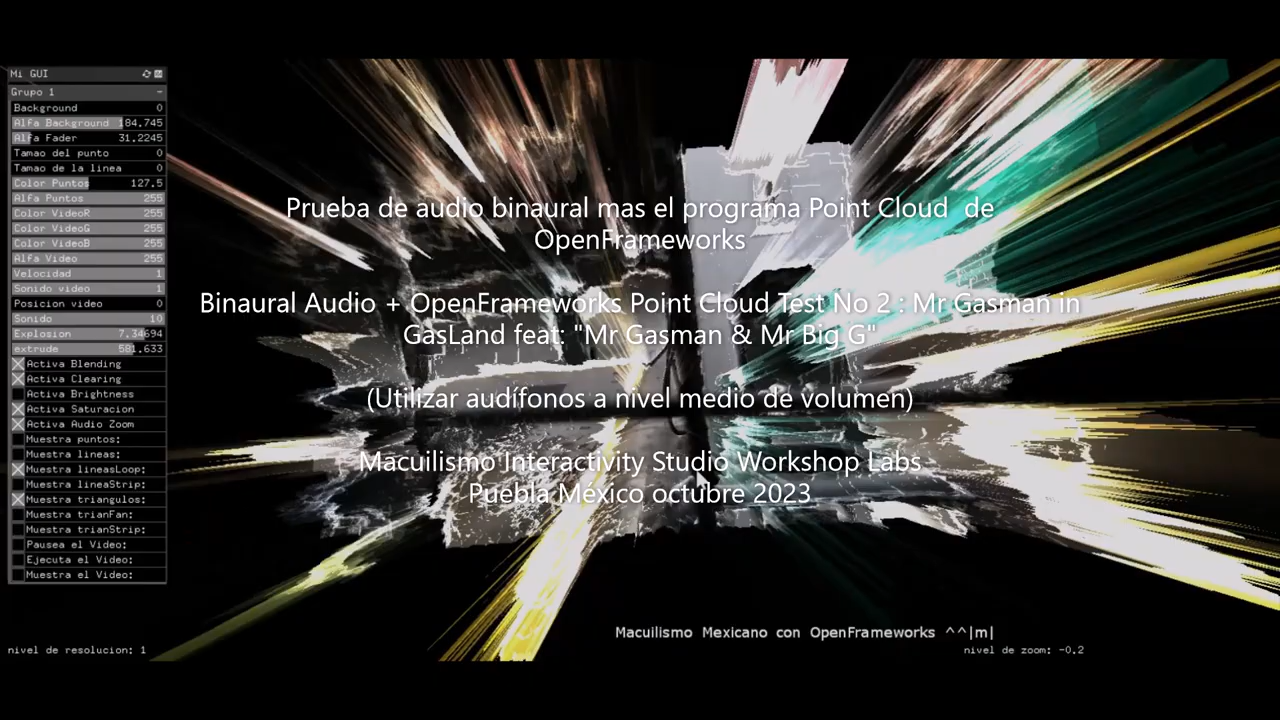 Mi GUI
Grupo 1 -
Background 0
Alfa Background 184.745
Alfa Fader 31.2245
Tamao del punto 0
Tamao de la linea 0
Color Puntos 127.5
Alfa Puntos 255
Color VideoR 255
Color VideoG 255
Color VideoB 255
Alfa Video 255
Velocidad 1
Sonido video 1
Posicion video 0
Sonido 10
Explosion 7.34694
extrude 581.633
Activa Blending
Activa Clearing
Activa Brightness
Activa Saturacion
Activa Audio Zoom
Muestra puntos:
Muestra lineas:
Muestra lineasLoop:
Muestra lineaStrip:
Muestra triangulos:
Muestra trianFan:
Muestra trianStrip:
Pausea el Video:
Ejecuta el Video:
Muestra el Video:
nivel de resolucion: 1
Prueba de audio binaural mas el programa Point Cloud de
OpenFrameworks
Binaural Audio + OpenFrameworks Point Cloud Test No 2 : Mr Gasman in
GasLand feat: "Mr Gasman & Mr Big G"
(Utilizar audífonos a nivel medio de volumen)
Macuilismo Interactivity Studio Workshop Labs
Puebla México octubre 2023
Macuilismo Mexicano con OpenFrameworks ^^|m|
nivel de zoom: -0.2